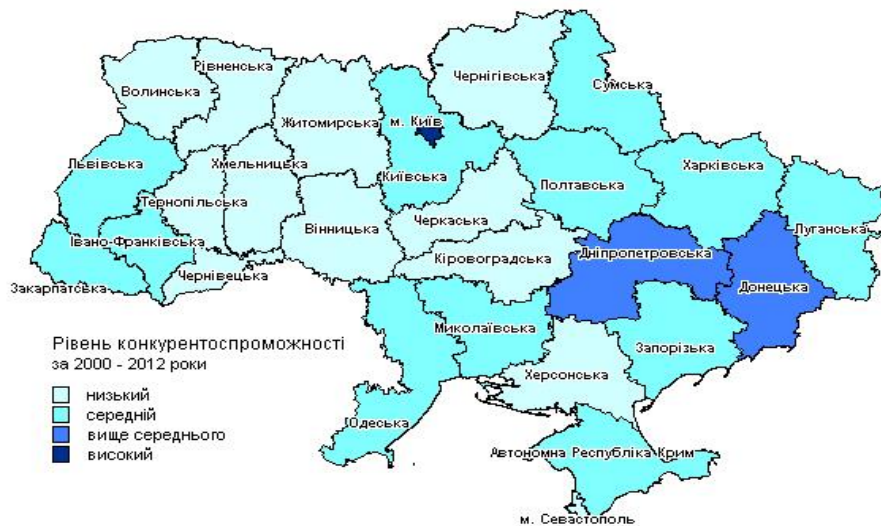 Волинська
Рівненська
Житомирська
м. Київ
Чернігівська
Сумська
Львівська
Хмельницька
Тернопільська
Київська
Полтавська
Харківська
Івано-Франківська
Вінницька
Черкаська
Луганська
Закарпатська
Чернівецька
Кіровоградська
Дніпропетровська
Донецька
Миколаївська
Запорізька
Херсонська
Одеська
Автономна Республіка Крим
м. Севастополь
Рівень конкурентоспроможності
за 2000 - 2012 роки
низький
середній
вище середнього
високий